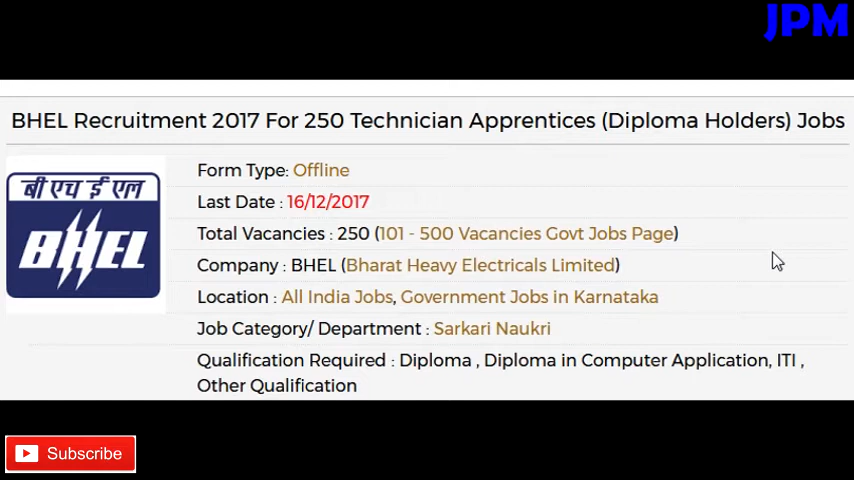 JPM
BHEL Recruitment 2017 For 250 Technician Apprentices (Diploma Holders) Jobs
बी एच ई एल
BHEL
Form Type: Offline
Last Date : 16/12/2017
Total Vacancies : 250 (101 - 500 Vacancies Govt Jobs Page)
Company : BHEL (Bharat Heavy Electricals Limited)
Location : All India Jobs, Government Jobs in Karnataka
Job Category/ Department : Sarkari Naukri
Qualification Required : Diploma , Diploma in Computer Application, ITI ,
Other Qualification
Subscribe